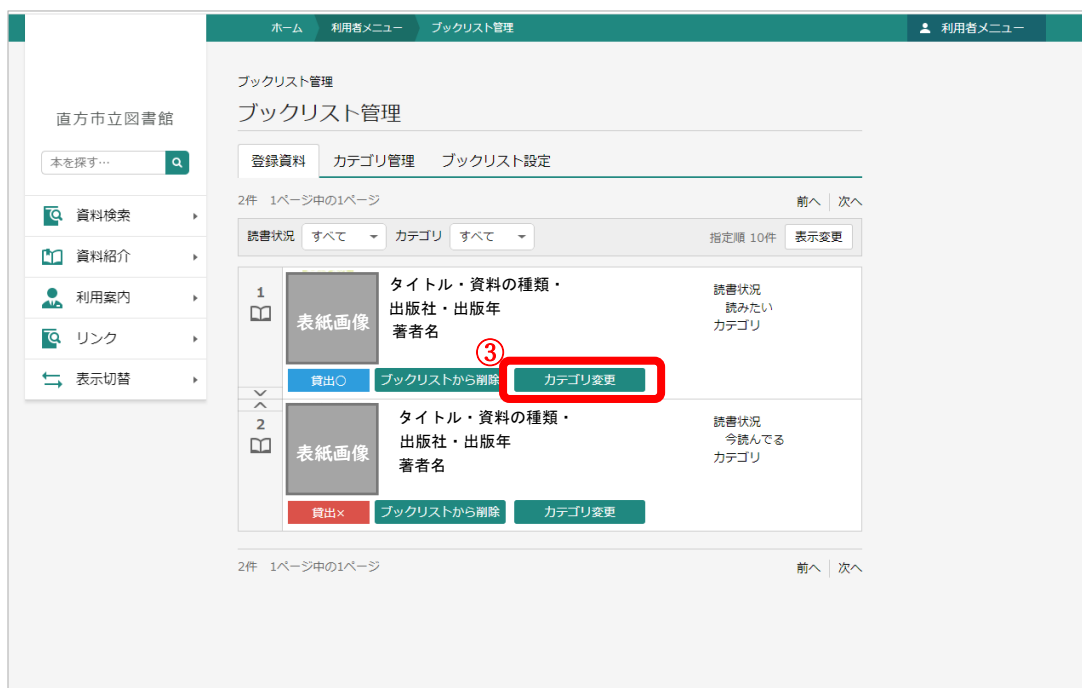 ホーム 利用者メニュー ブックリスト管理 利用者メニュー
直方市立図書館
本を探す…
資料検索
資料紹介
利用案内
リンク
表示切替
ブックリスト管理
ブックリスト管理
登録資料 カテゴリ管理 ブックリスト設定
2件 1ページ中の1ページ 前へ 次へ
読書状況 すべて カテゴリ すべて 指定順 10件 表示変更
1
表紙画像
タイトル・資料の種類・
出版社・出版年
著者名
読書状況
読みたい
カテゴリ
③
貸出○ ブックリストから削除 カテゴリ変更
2
表紙画像
タイトル・資料の種類・
出版社・出版年
著者名
読書状況
今読んでる
カテゴリ
貸出× ブックリストから削除 カテゴリ変更
2件 1ページ中の1ページ 前へ 次へ